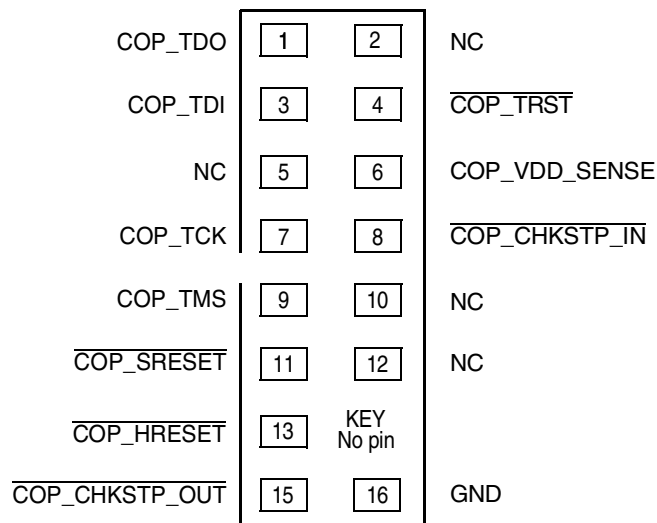 COP_TDO 1 2 NC
COP_TDI 3 4 COP_TRST
NC 5 6 COP_VDD_SENSE
COP_TCK 7 8 COP_CHKSTP_IN
COP_TMS 9 10 NC
COP_SRESET 11 12 NC
COP_HRESET 13 KEY
No pin
COP_CHKSTP_OUT 15 16 GND